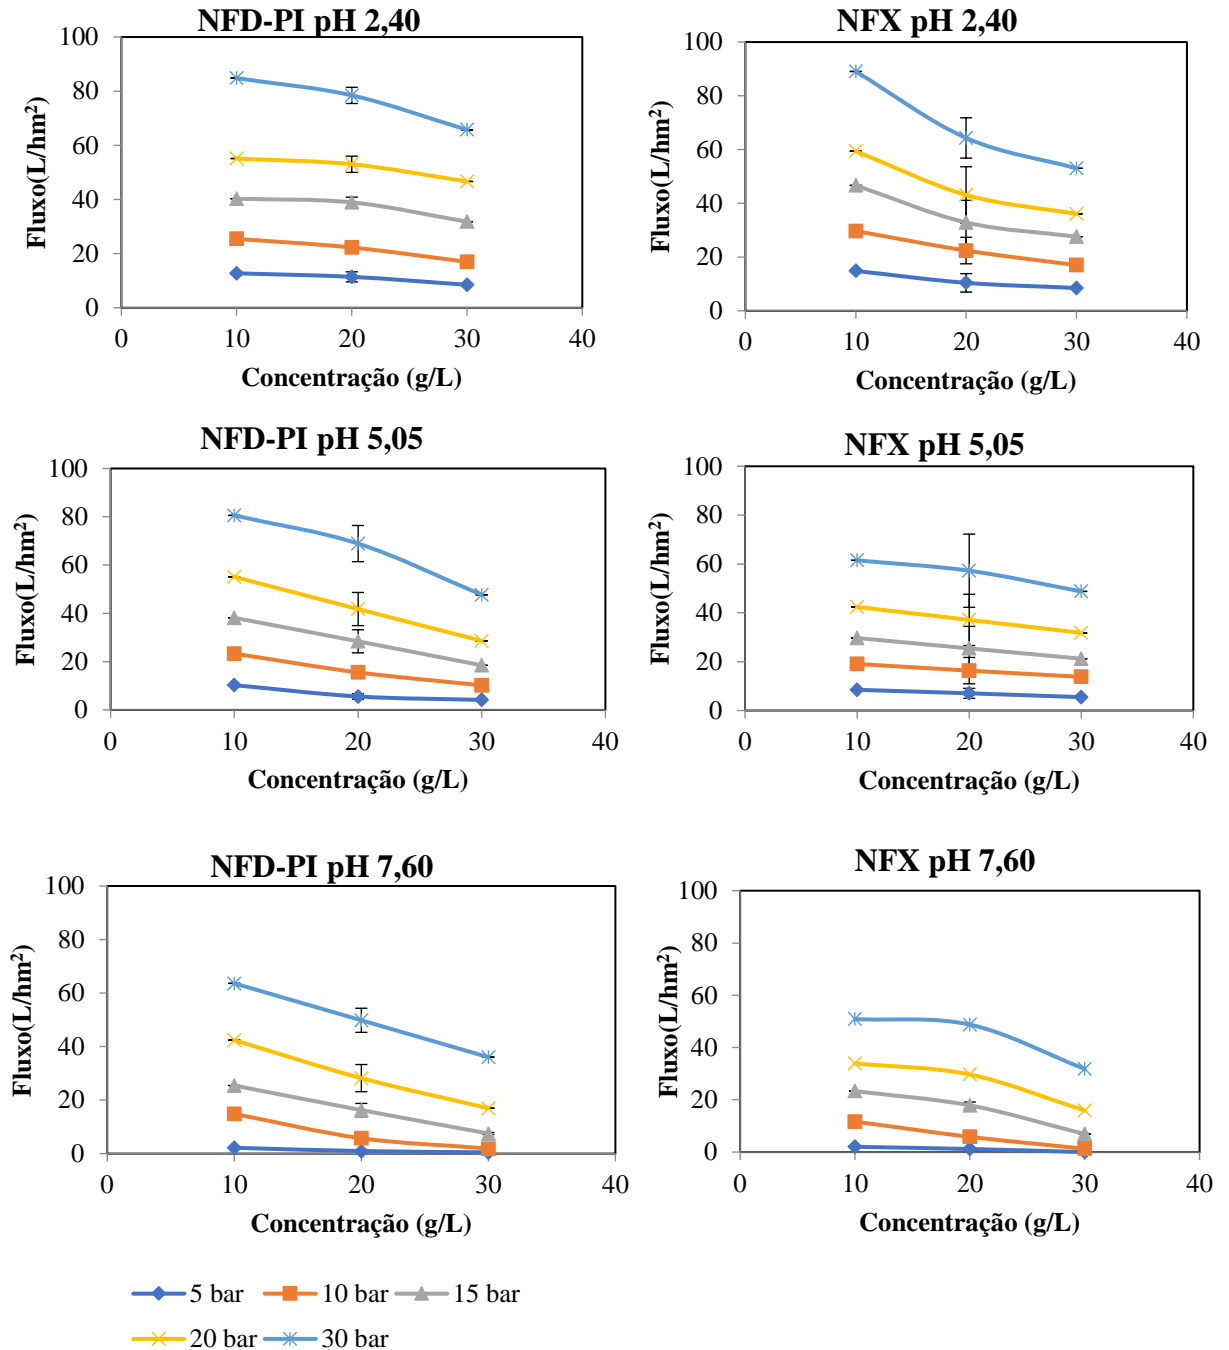 NFD-PI pH 2,40
100
80
60
40
20
0
Fluxo(L/hm²)
0 10 20 30 40
Concentração (g/L)
NFX pH 2,40
100
80
60
40
20
0
Fluxo(L/hm²)
0 10 20 30 40
Concentração (g/L)
NFD-PI pH 5,05
100
80
60
40
20
0
Fluxo(L/hm²)
0 10 20 30 40
Concentração (g/L)
NFX pH 5,05
100
80
60
40
20
0
Fluxo(L/hm²)
0 10 20 30 40
Concentração (g/L)
NFD-PI pH 7,60
100
80
60
40
20
0
Fluxo(L/hm²)
0 10 20 30 40
Concentração (g/L)
NFX pH 7,60
100
80
60
40
20
0
Fluxo(L/hm²)
0 10 20 30 40
Concentração (g/L)
5 bar 10 bar 15 bar
20 bar 30 bar